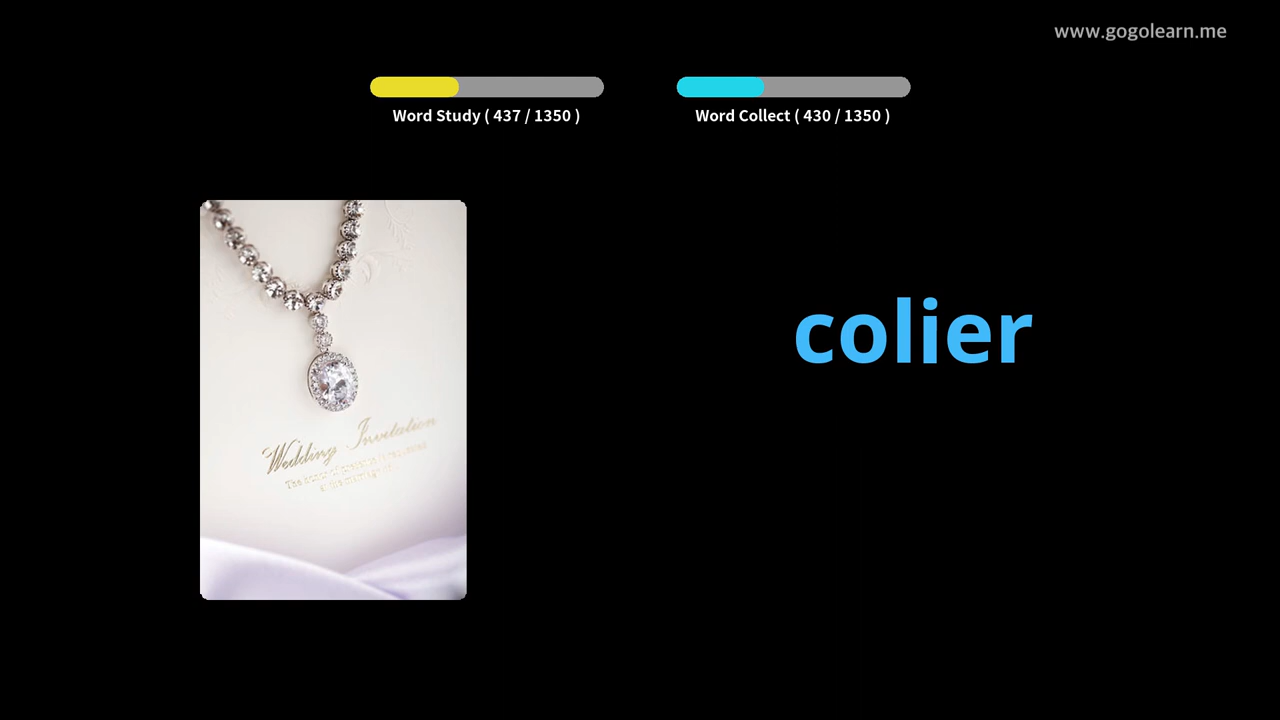 www.gogolearn.me
Word Study ( 437 / 1350 )
Word Collect ( 430 / 1350 )
colier
Wedding Invitation